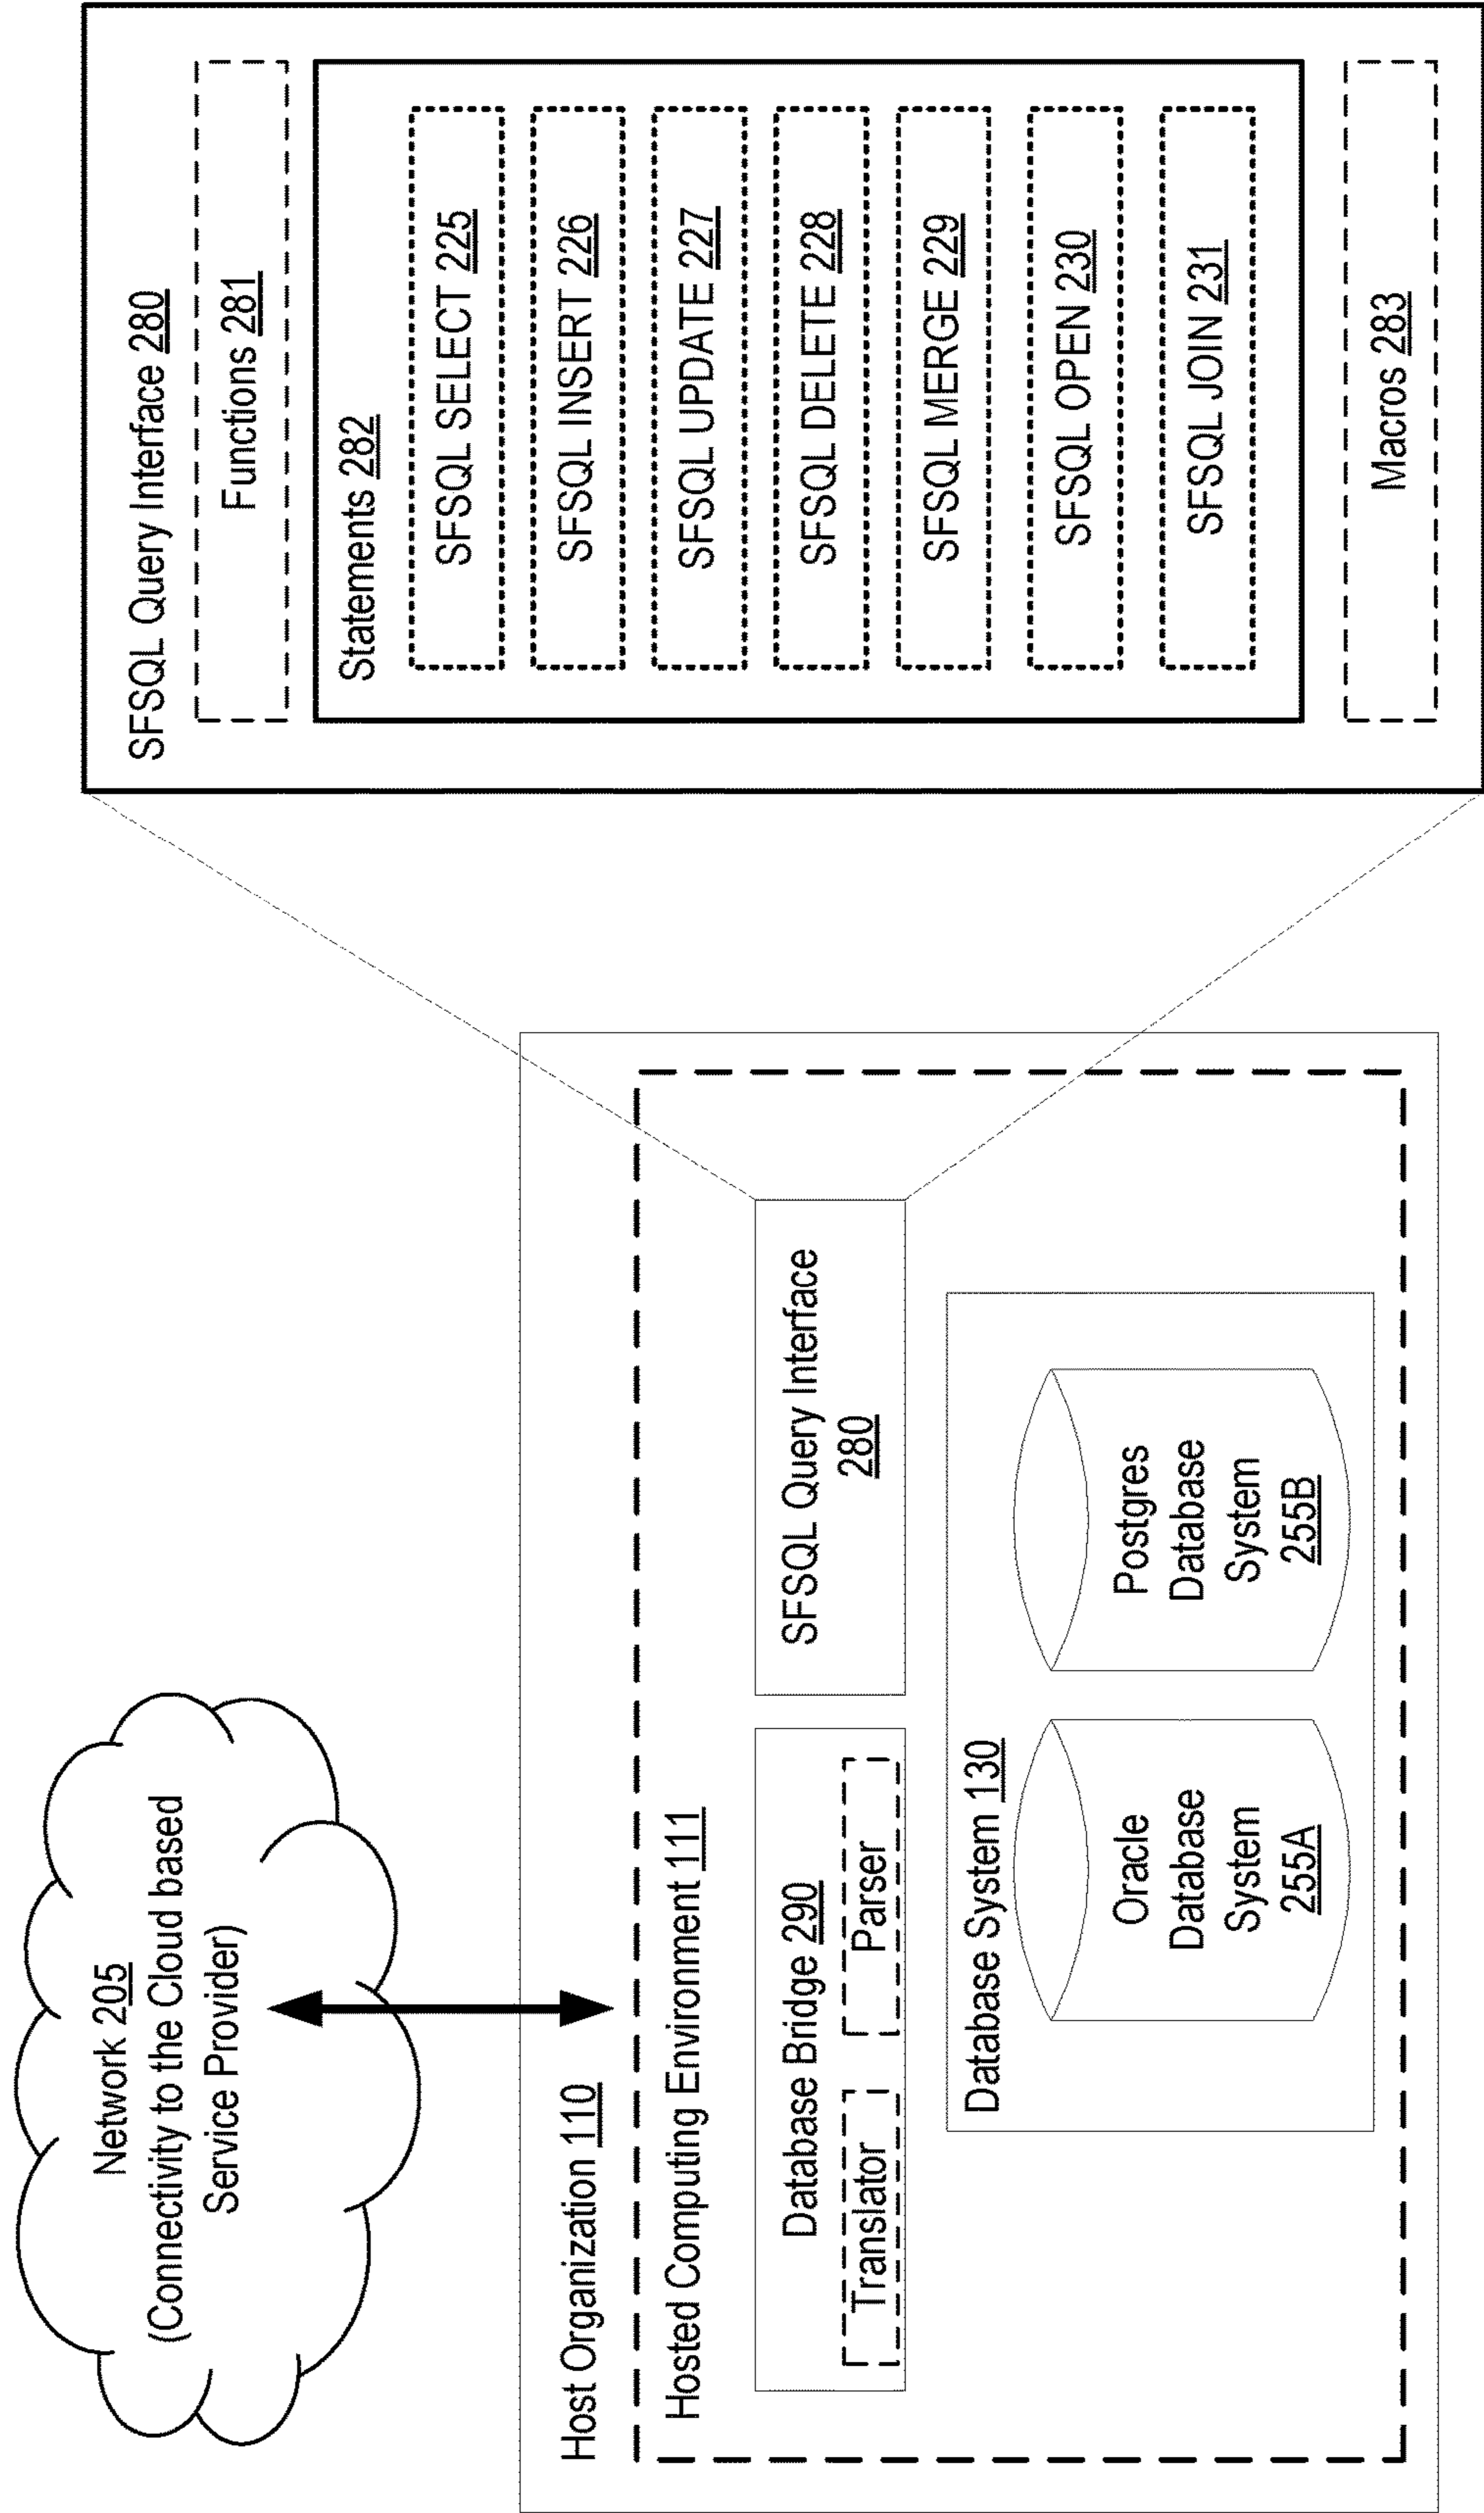 Network 205
(Connectivity to the Cloud based
Service Provider)
Host Organization 110
Hosted Computing Environment 111
Database Bridge 290
Translator
Parser
SFSQL Query Interface
280
Database System 130
Oracle
Database
System
255A
Postgres
Database
System
255B
SFSQL Query Interface 280
Functions 281
Statements 282
SFSQL SELECT 225
SFSQL INSERT 226
SFSQL UPDATE 227
SFSQL DELETE 228
SFSQL MERGE 229
SFSQL OPEN 230
SFSQL JOIN 231
Macros 283